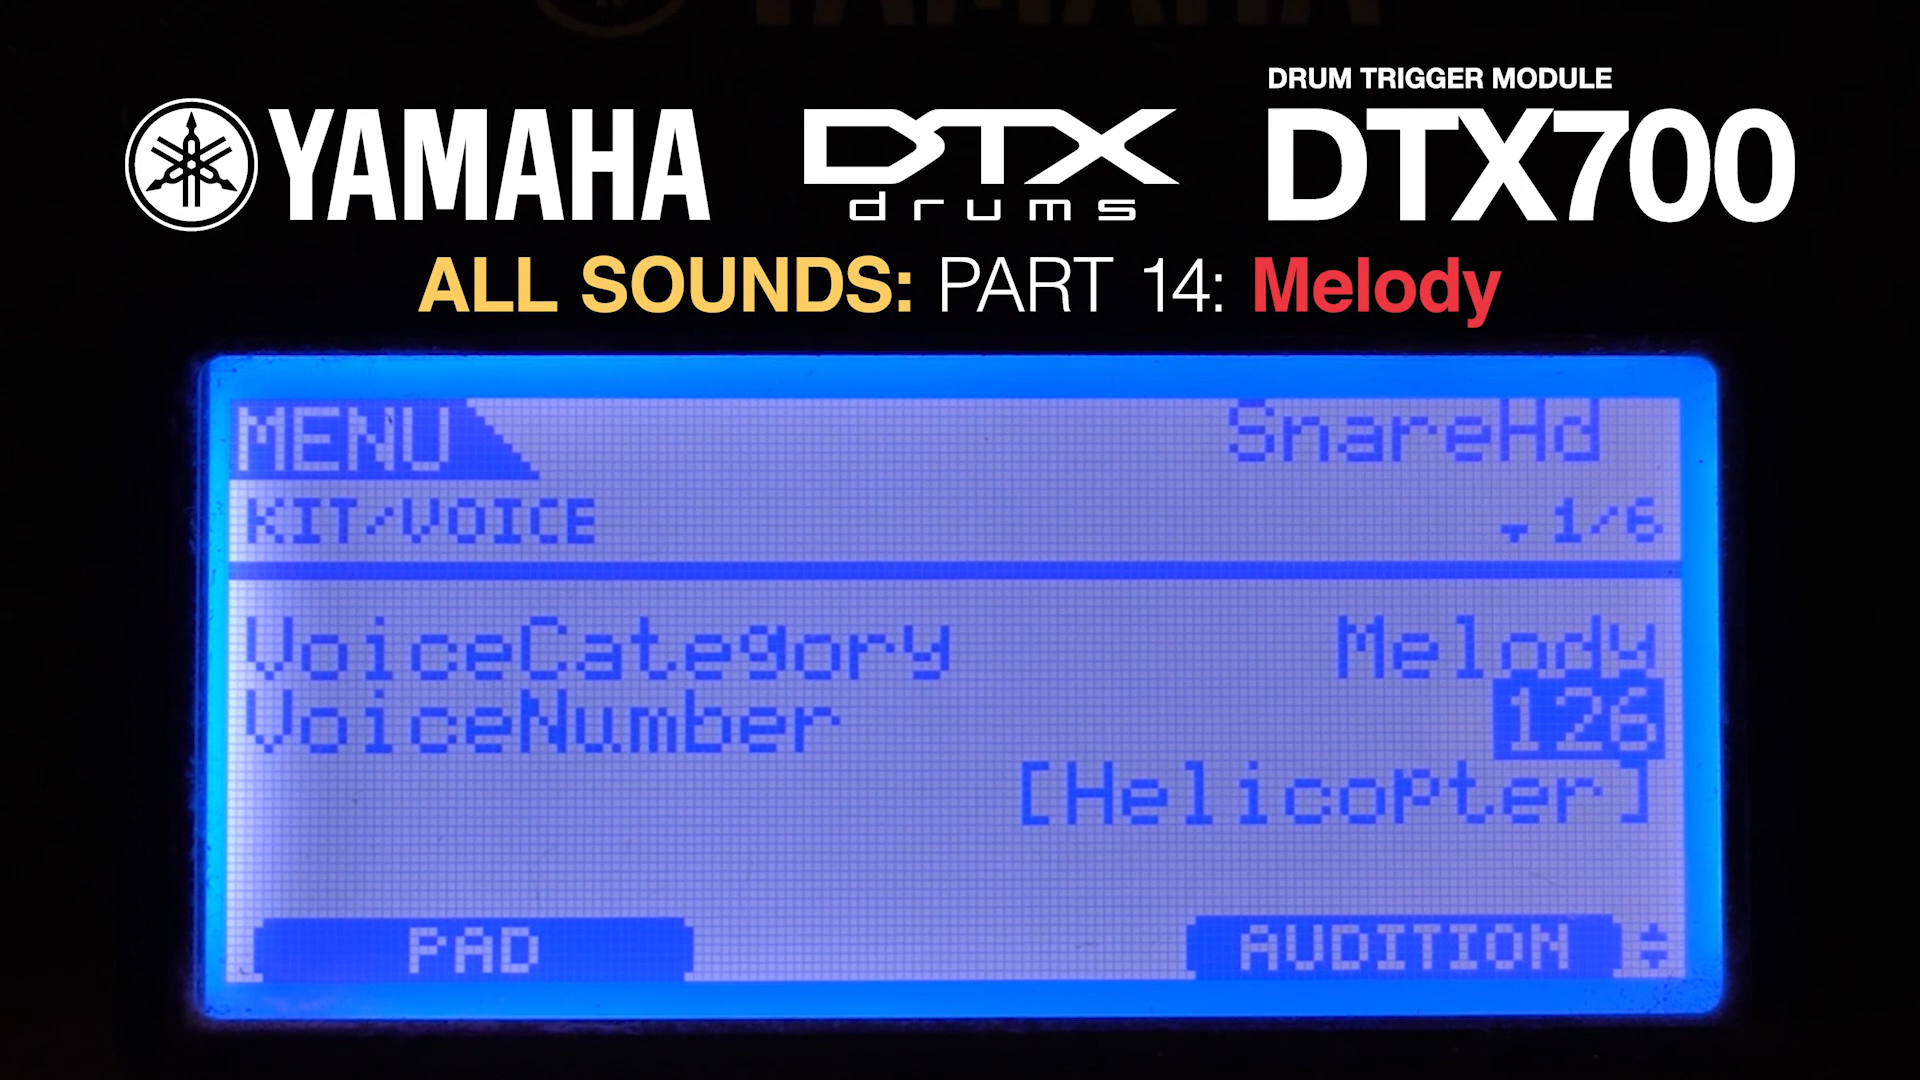 YAMAHA
DTX drums
DRUM TRIGGER MODULE
DTX700
ALL SOUNDS: PART 14: Melody
MENU SnareHd
KIT/VOICE 1/6
VoiceCategory Melody
VoiceNumber 126
[Helicopter]
PAD AUDITION